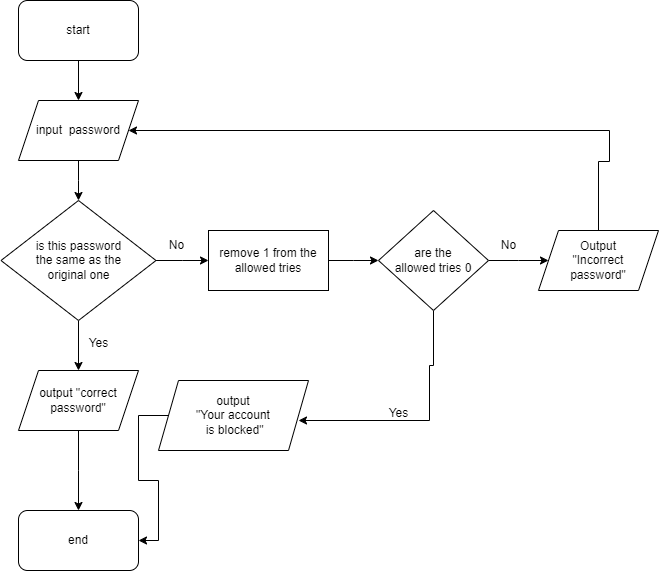 start
input  password
is this password
the same as the
original one
No
remove 1 from the
allowed tries
are the
allowed tries 0
No
Output
"Incorrect
password"
Yes
output "correct
password"
output
"Your account
is blocked"
Yes
end